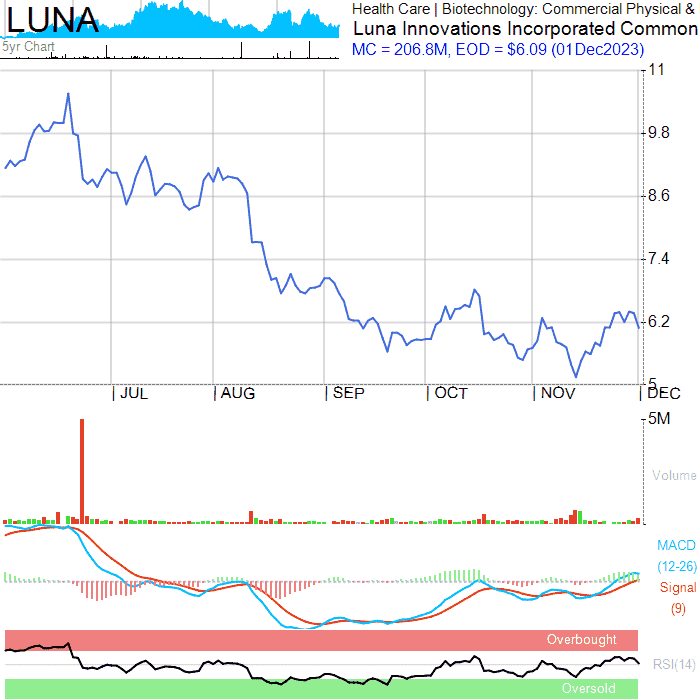 LUNA
Health Care | Biotechnology: Commercial Physical &
Luna Innovations Incorporated Common
MC = 206.8M, EOD = $6.09 (01Dec2023)
5yr Chart
11
9.8
8.6
7.4
6.2
5
JUL
AUG
SEP
OCT
NOV
DEC
5M
Volume
MACD
(12-26)
Signal
(9)
Overbought
RSI(14)
Oversold